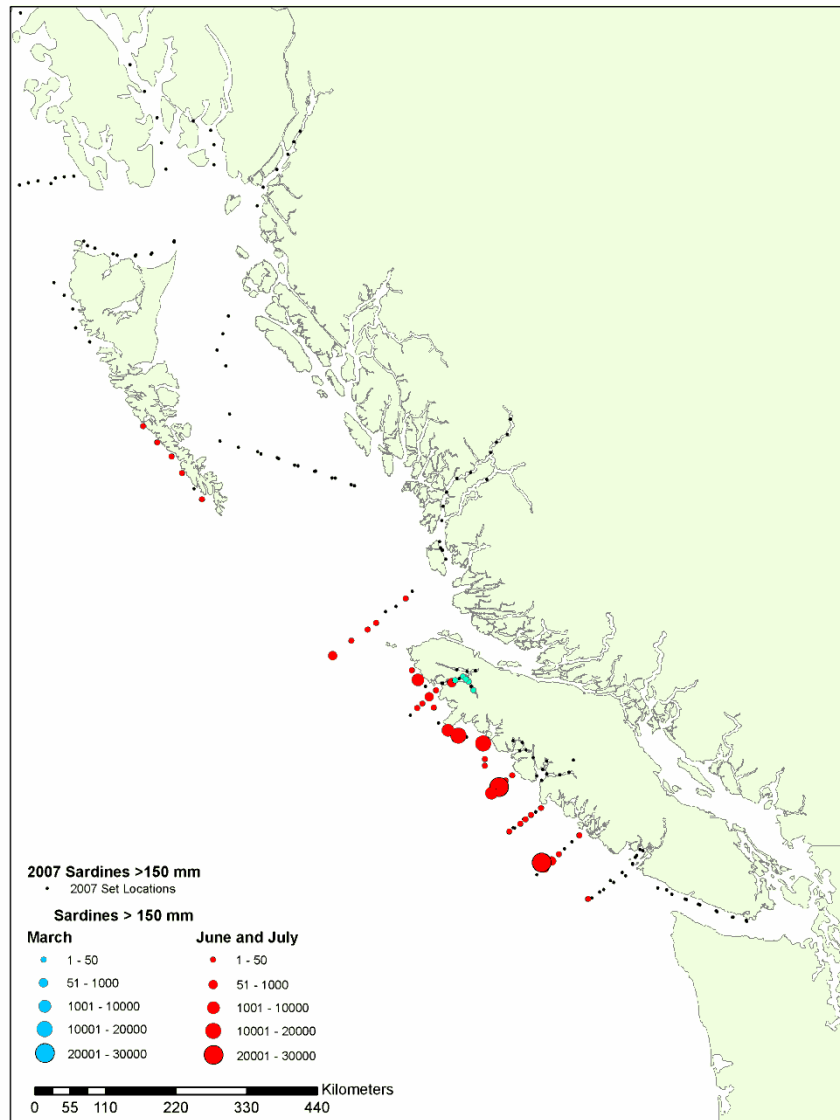 2007 Sardines >150 mm
2007 Set Locations
Sardines > 150 mm
March
June and July
1 - 50
1 - 50
51 - 1000
51 - 1000
1001 - 10000
1001 - 10000
10001 - 20000
10001 - 20000
20001 - 30000
20001 - 30000
Kilometers
0 55 110 220 330 440